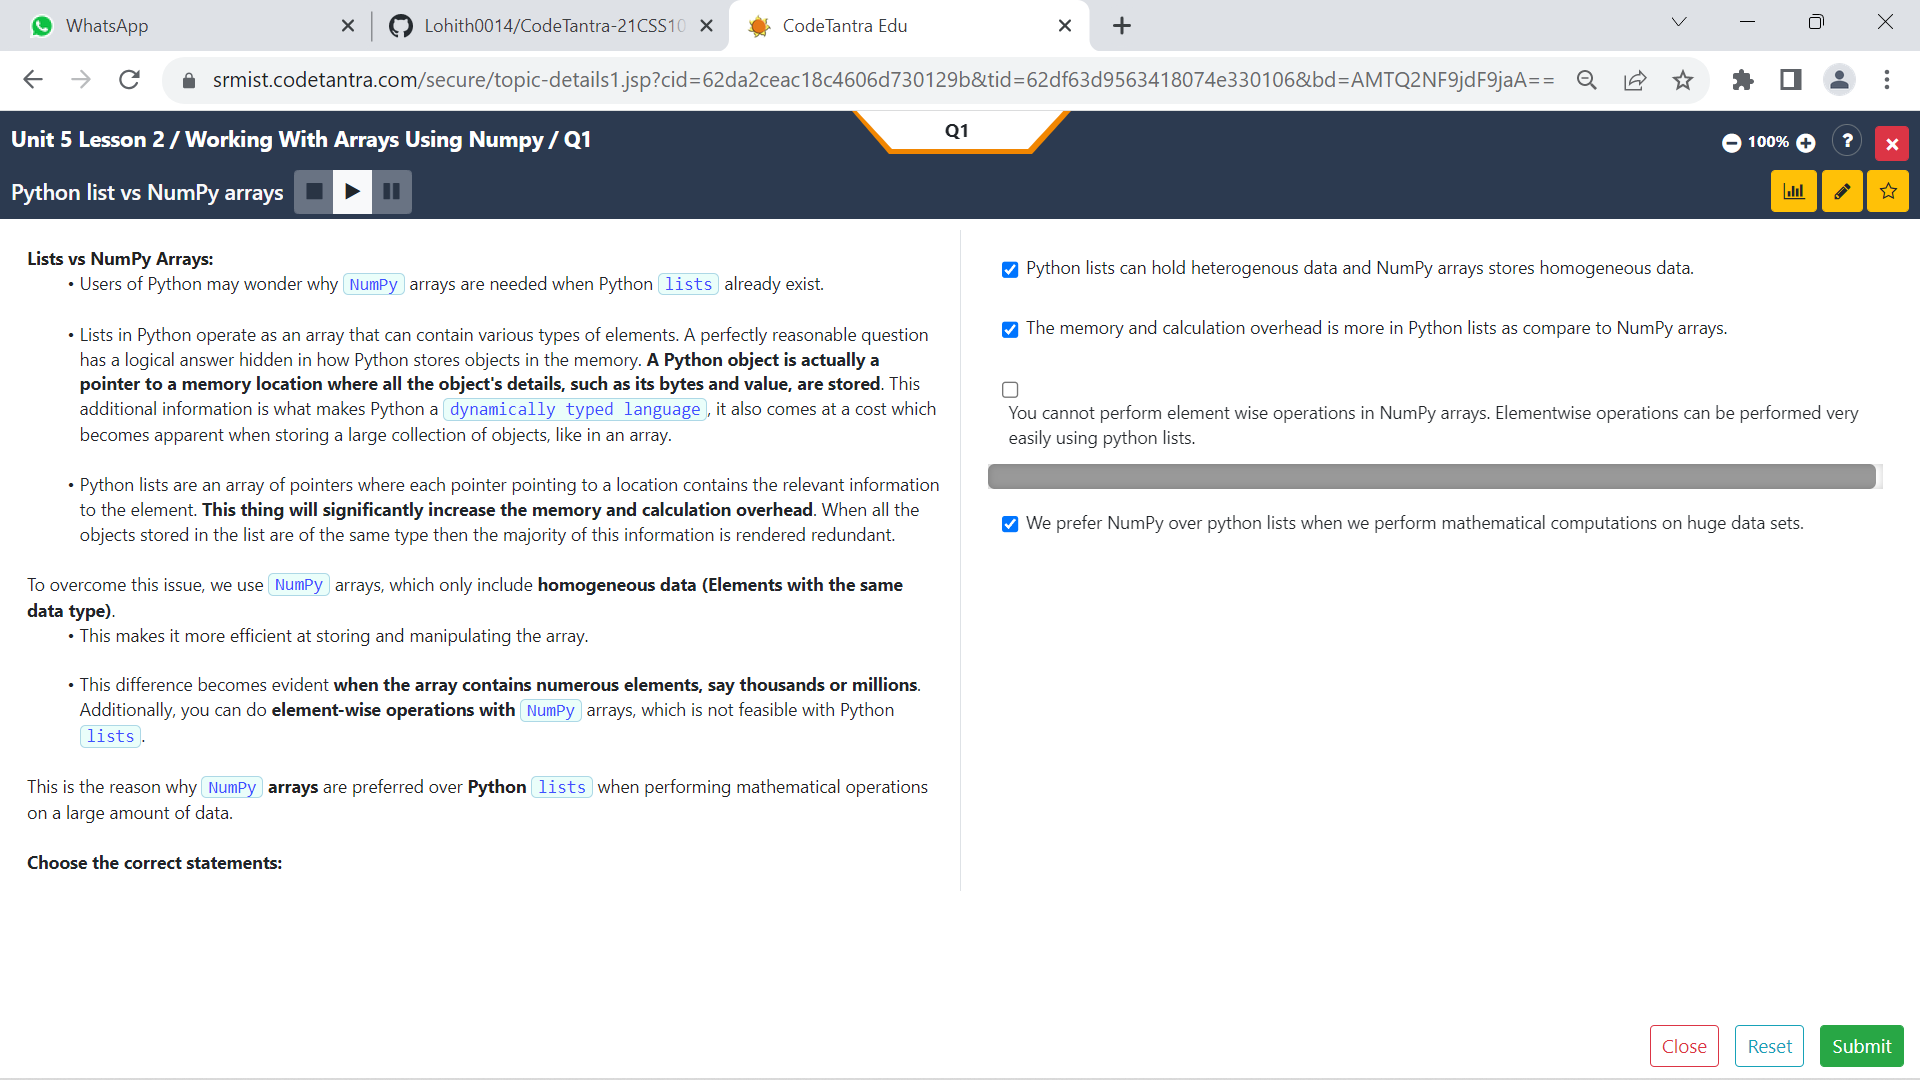 WhatsApp
Lohith0014/CodeTantra-21CSS10
CodeTantra Edu
srmist.codetantra.com/secure/topic-details1.jsp?cid=62da2ceac18c4606d730129b&tid=62df63d9563418074e330106&bd=AMTQ2NF9jdF9jaA==
Unit 5 Lesson 2 / Working With Arrays Using Numpy / Q1
Q1
100%
?
Python list vs NumPy arrays
Lists vs NumPy Arrays:
• Users of Python may wonder why NumPy arrays are needed when Python lists already exist.
• Lists in Python operate as an array that can contain various types of elements. A perfectly reasonable question
has a logical answer hidden in how Python stores objects in the memory. A Python object is actually a
pointer to a memory location where all the object's details, such as its bytes and value, are stored. This
additional information is what makes Python a dynamically typed language, it also comes at a cost which
becomes apparent when storing a large collection of objects, like in an array.
• Python lists are an array of pointers where each pointer pointing to a location contains the relevant information
to the element. This thing will significantly increase the memory and calculation overhead. When all the
objects stored in the list are of the same type then the majority of this information is rendered redundant.
To overcome this issue, we use NumPy arrays, which only include homogeneous data (Elements with the same
data type).
• This makes it more efficient at storing and manipulating the array.
• This difference becomes evident when the array contains numerous elements, say thousands or millions.
Additionally, you can do element-wise operations with NumPy arrays, which is not feasible with Python
lists.
This is the reason why NumPy arrays are preferred over Python lists when performing mathematical operations
on a large amount of data.
Choose the correct statements:
Python lists can hold heterogenous data and NumPy arrays stores homogeneous data.
The memory and calculation overhead is more in Python lists as compare to NumPy arrays.
You cannot perform element wise operations in NumPy arrays. Elementwise operations can be performed very
easily using python lists.
We prefer NumPy over python lists when we perform mathematical computations on huge data sets.
Close
Reset
Submit